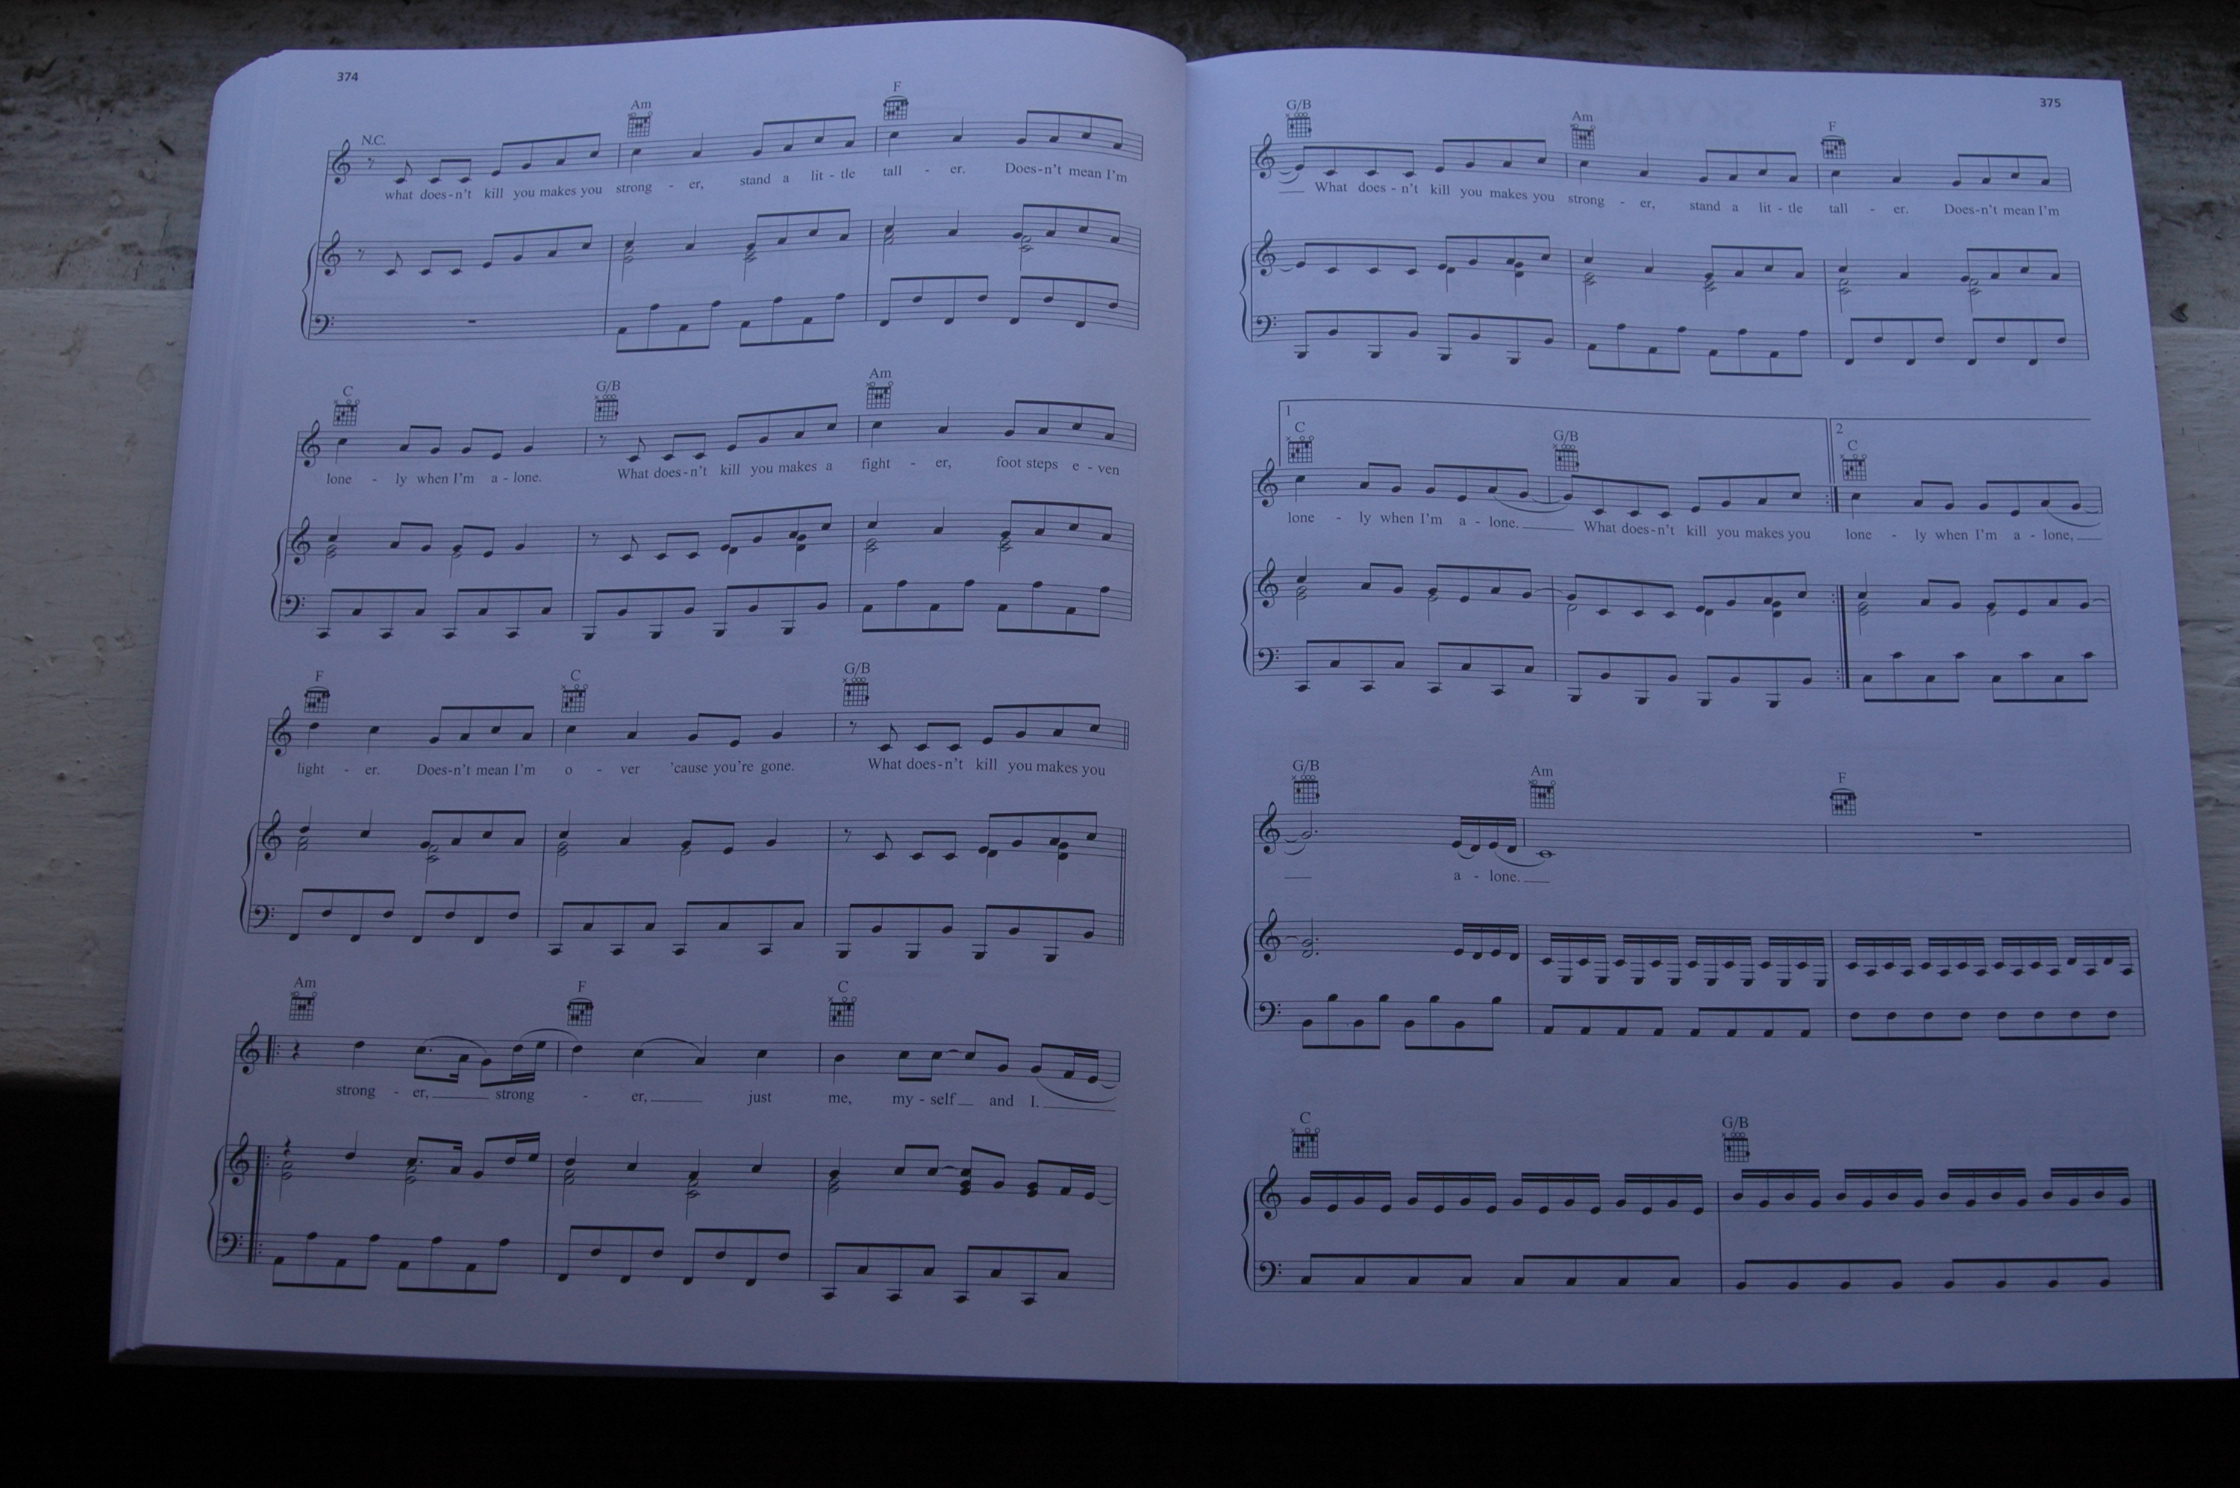 374
N.C. Am F
what does-n't kill you makes you strong - er, stand a lit - tle tall - er. Does-n't mean I'm
C G/B Am
lone - ly when I'm a - lone. What does-n't kill you makes a fight - er, foot steps e - ven
F C G/B
light - er. Does-n't mean I'm o - ver 'cause you're gone. What does-n't kill you makes you
Am F C
strong - er, strong - er, just me, my - self and I.
375
G/B Am F
What does - n't kill you makes you strong - er, stand a lit - tle tall - er. Does-n't mean I'm
1 2
C G/B C
lone - ly when I'm a - lone. What does-n't kill you makes you lone - ly when I'm a - lone,
G/B Am F
a - lone.
C G/B